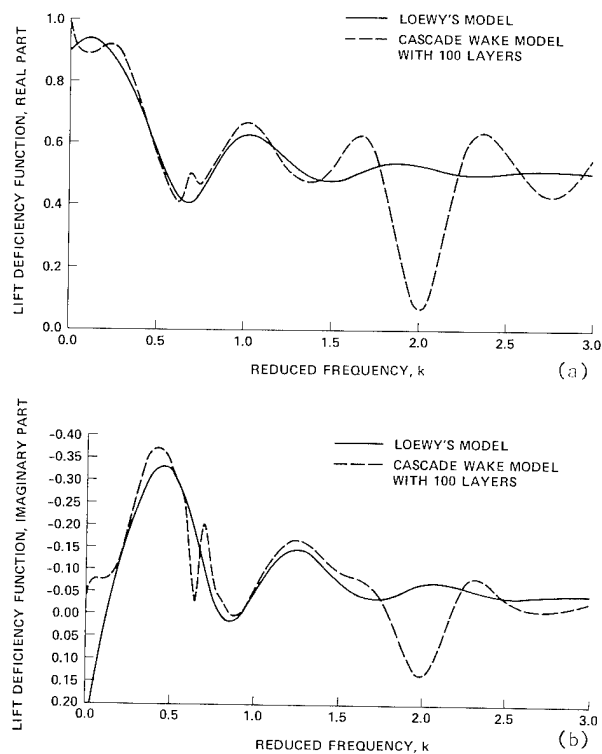 LIFT DEFICIENCY FUNCTION, REAL PART
1.0
0.8
0.6
0.4
0.2
0.0
LOEWY'S MODEL
CASCADE WAKE MODEL
WITH 100 LAYERS
0.0 0.5 1.0 1.5 2.0 2.5 3.0
REDUCED FREQUENCY, k
(a)
LIFT DEFICIENCY FUNCTION, IMAGINARY PART
-0.40
-0.35
-0.30
-0.25
-0.20
-0.15
-0.10
-0.05
0.00
0.05
0.10
0.15
0.20
LOEWY'S MODEL
CASCADE WAKE MODEL
WITH 100 LAYERS
0.0 0.5 1.0 1.5 2.0 2.5 3.0
REDUCED FREQUENCY, k
(b)